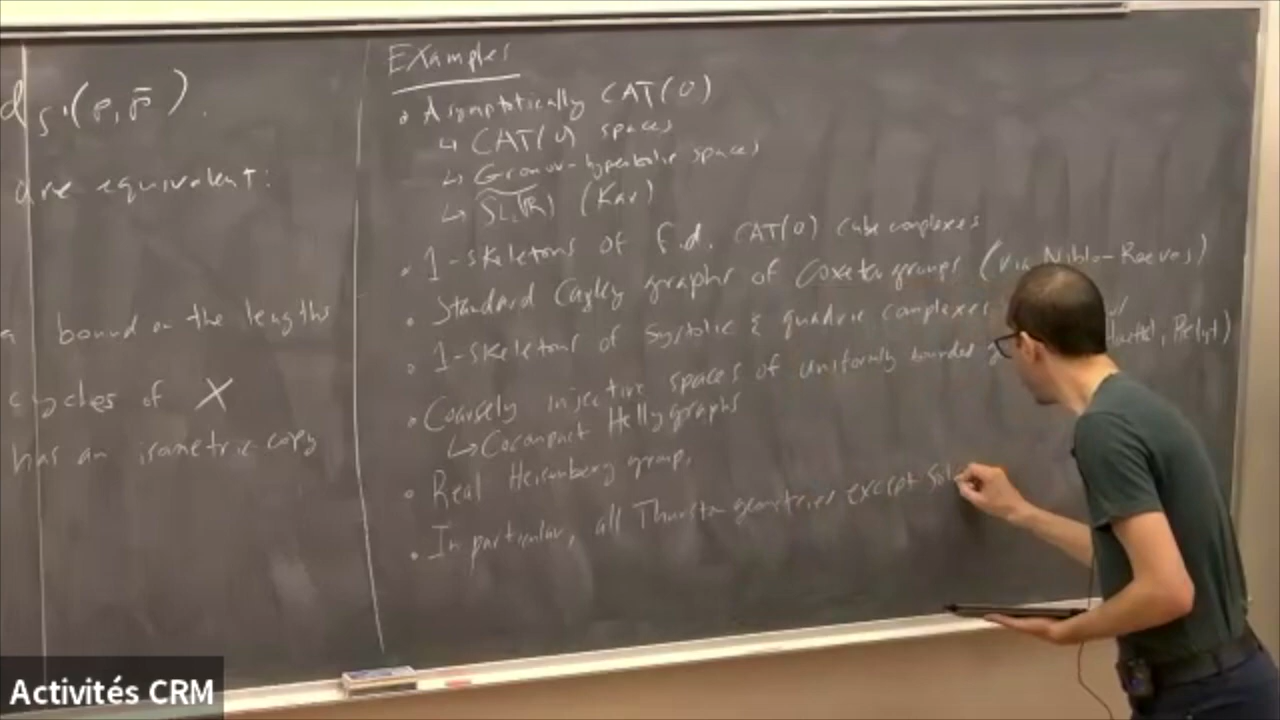 d_S'(ρ, ρ̄).
are equivalent:
a bound on the lengths
cycles of X
has an isometric copy
Examples
• Asymptotically CAT(0)
↳ CAT(0) spaces
↳ Gromov-hyperbolic spaces
↳ SL₂(R) (Kar)
• 1-skeletons of f.d. CAT(0) cube complexes
• Standard Cayley graphs of Coxeter groups (via Niblo-Reeves)
• 1-skeletons of systolic & quadric complexes
• Coarsely injective spaces of uniformly bounded
↳ Cocompact Helly graphs
• Real Heisenberg group,
• In particular, all Thurston geometries except Sol
Activités CRM